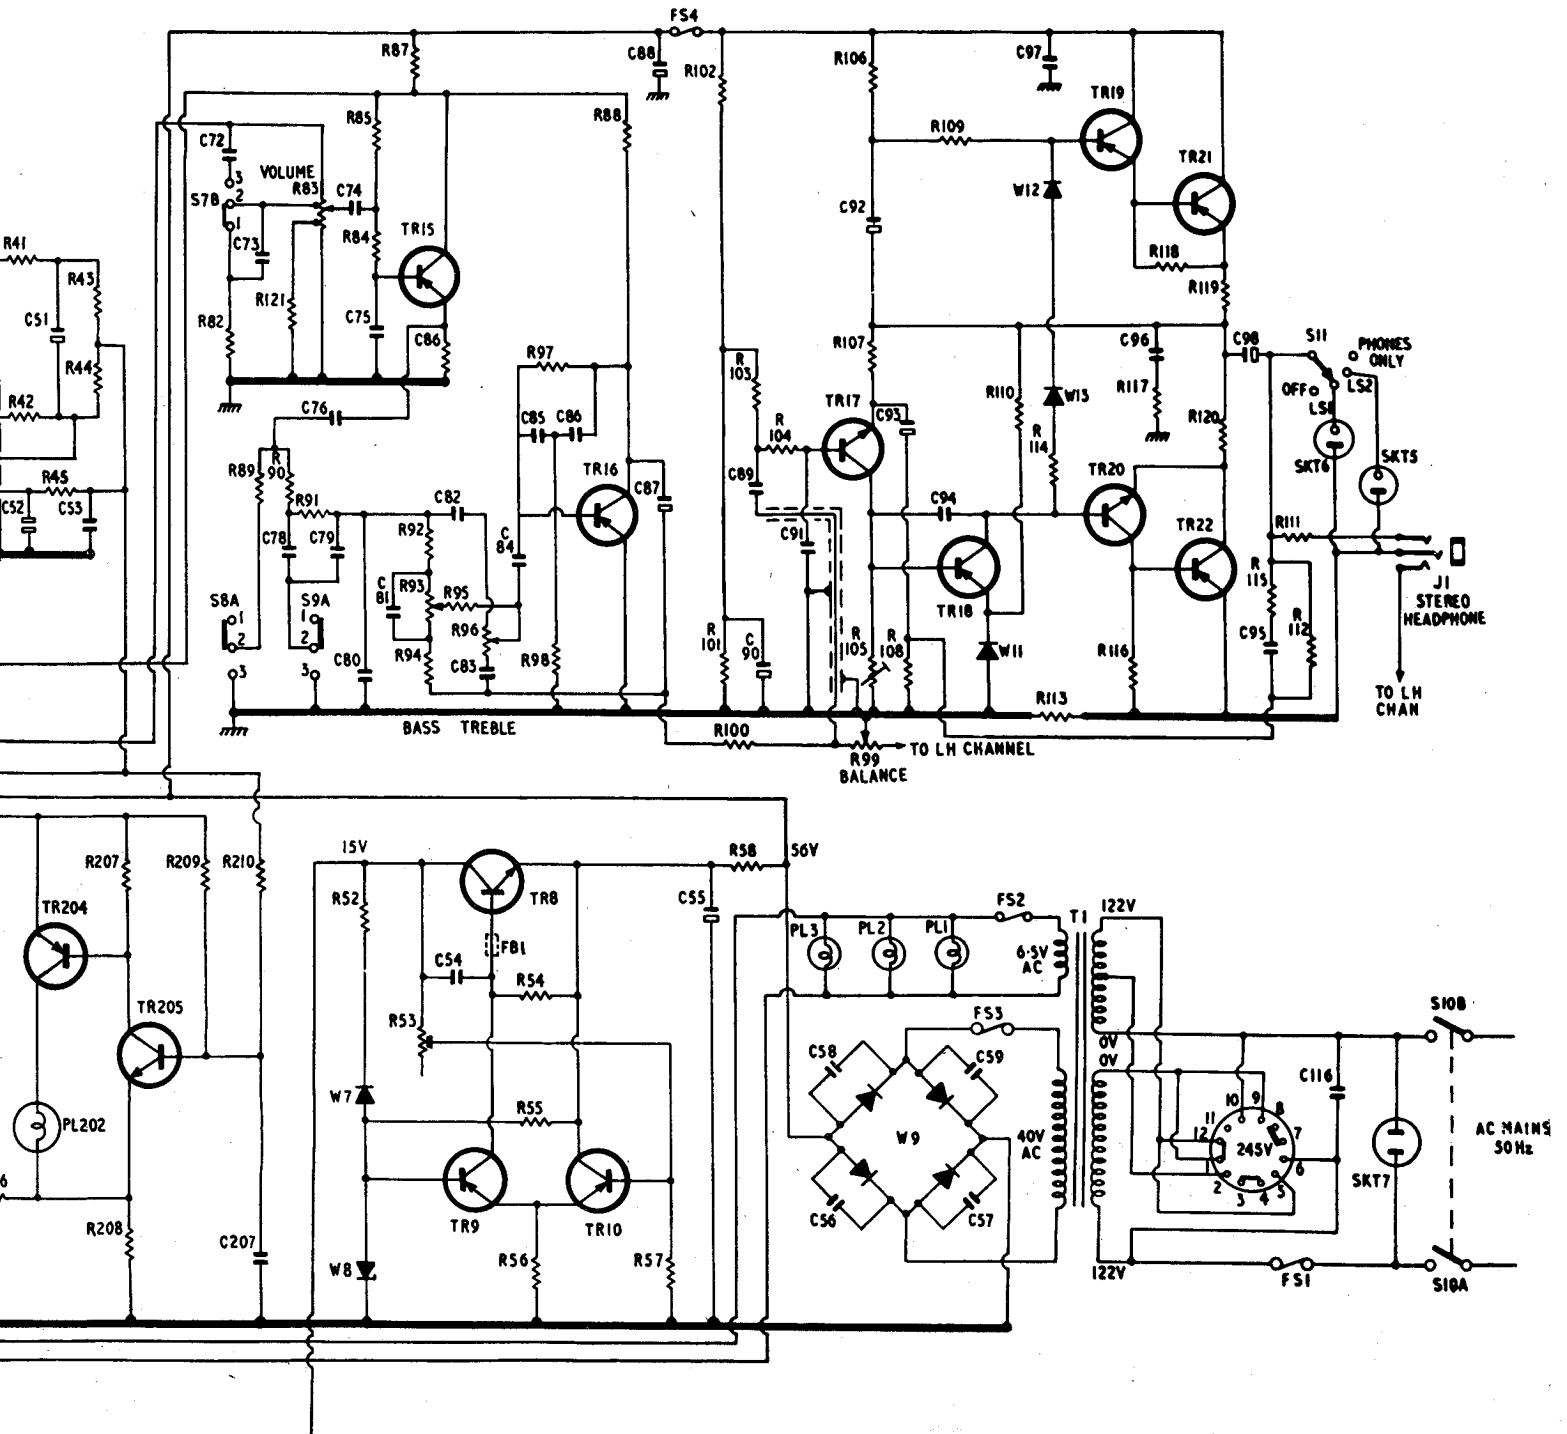 FS4
R87
C88
R102
R106
C97
TR19
R85
R88
C72
R109
TR21
VOLUME
3
R83
C74
S7B
2
W12
1
C92
R41
C73
R84
TR15
R118
R43
R119
R121
C75
C51
R82
C86
R107
C96
C98
S11
PHONES
ONLY
R97
R
103
R44
R110
W13
R117
OFF
LS2
R42
C76
TR17
C93
LS1
C85
C86
R120
R
104
R
114
R89
R
90
TR16
C89
TR20
SKT6
SKT5
R45
C87
C52
C53
R91
C82
C94
TR22
R111
C78
C79
R92
C
84
C91
R
115
J1
STEREO
HEADPHONE
C
81
R93
R95
TR18
S8A
1
2
3
S9A
1
2
3
R96
R
101
C
90
R
105
R
108
W11
R116
C95
R
112
C80
R94
C83
R98
R113
TO LH
CHAN
BASS TREBLE
R100
R99
BALANCE
TO LH CHANNEL
R207
R209
R210
15V
R58
56V
R52
TR8
C55
TR204
FS2
T1
122V
PL3
PL2
PL1
FB1
C54
6·5V
AC
R54
TR205
R53
FS3
S10B
0V
0V
C58
C59
C116
W7
R55
PL202
W9
40V
AC
10
9
8
11
12
7
245V
1
6
2
3
4
5
AC MAINS
50Hz
SKT7
6
TR9
TR10
C56
C57
R208
C207
W8
R56
R57
122V
FS1
S10A